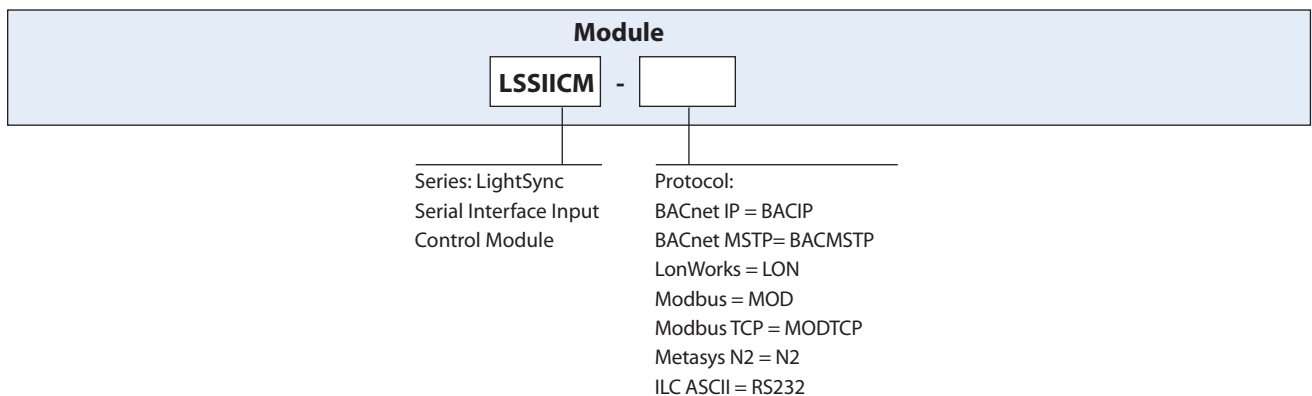 Module
LSSIICM -
Series: LightSync
Serial Interface Input
Control Module
Protocol:
BACnet IP = BACIP
BACnet MSTP= BACMSTP
LonWorks = LON
Modbus = MOD
Modbus TCP = MODTCP
Metasys N2 = N2
ILC ASCII = RS232